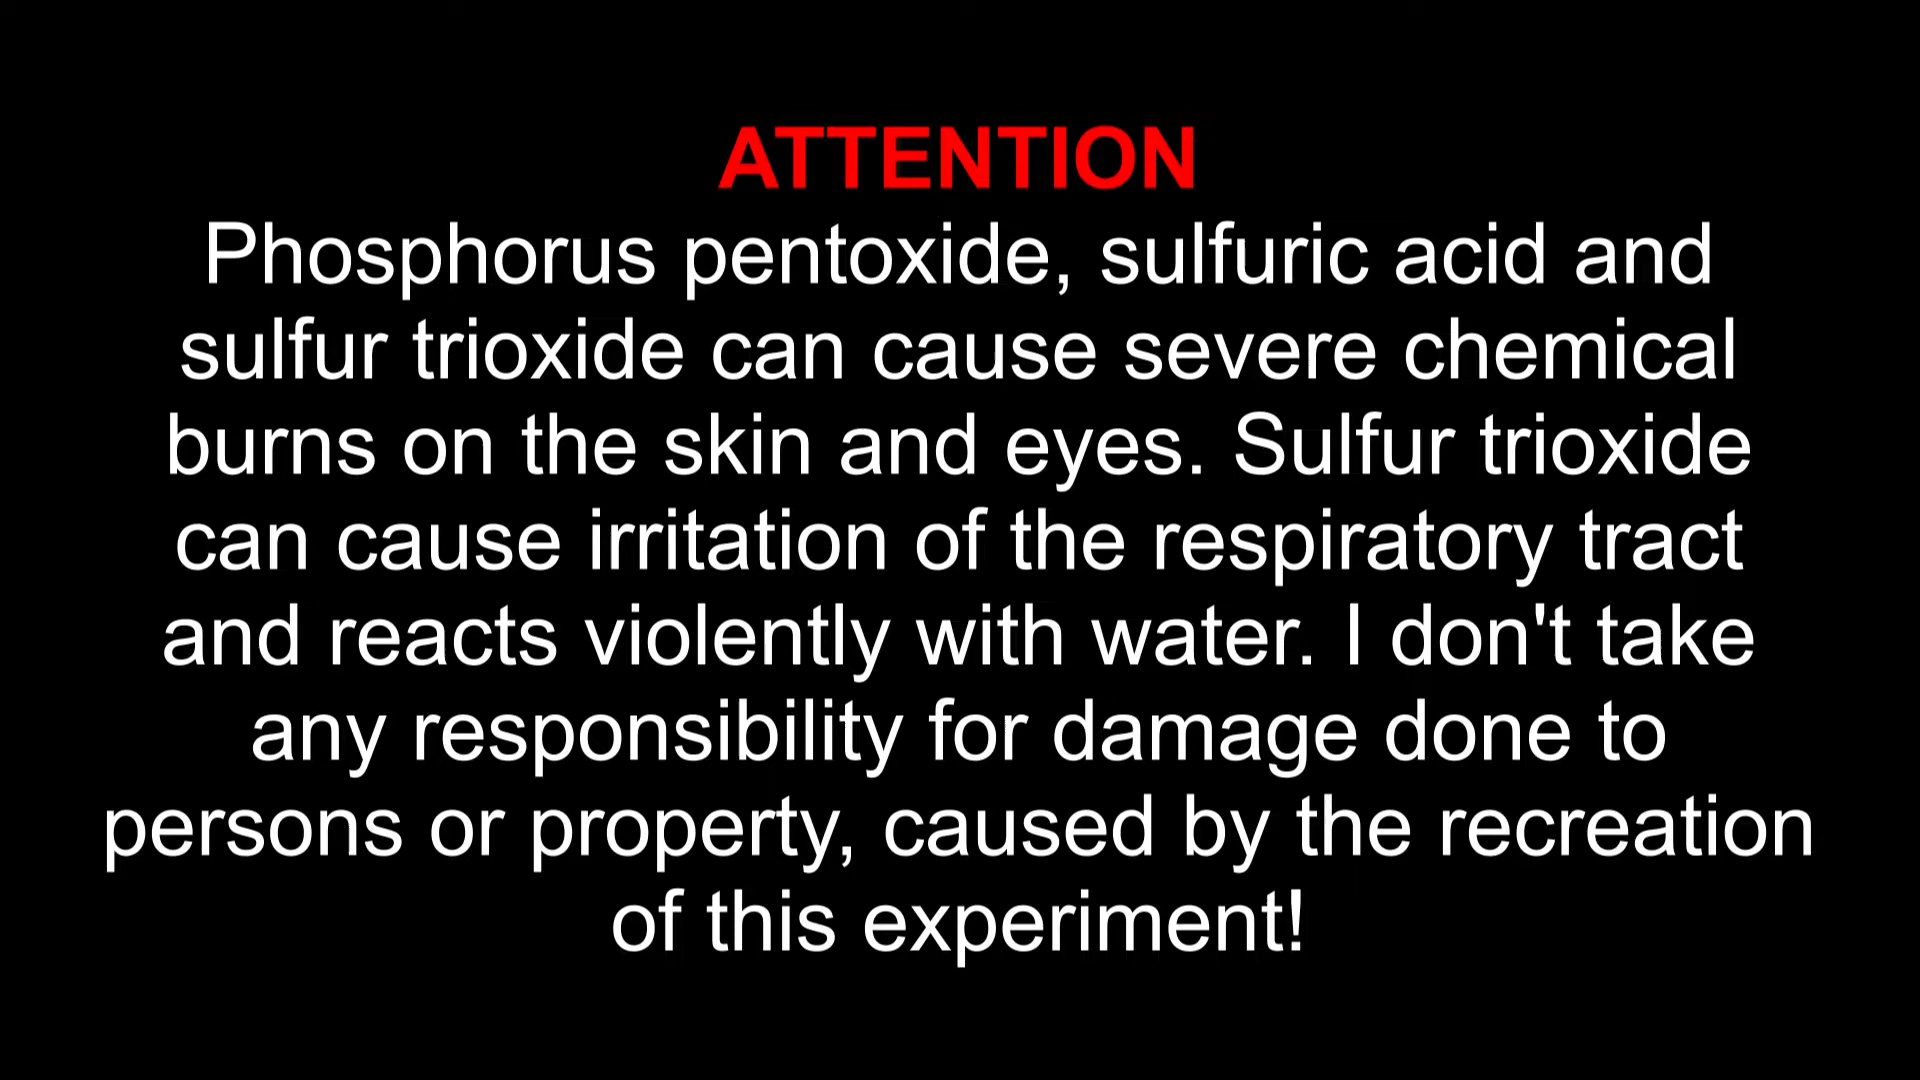 ATTENTION
Phosphorus pentoxide, sulfuric acid and
sulfur trioxide can cause severe chemical
burns on the skin and eyes. Sulfur trioxide
can cause irritation of the respiratory tract
and reacts violently with water. I don't take
any responsibility for damage done to
persons or property, caused by the recreation
of this experiment!